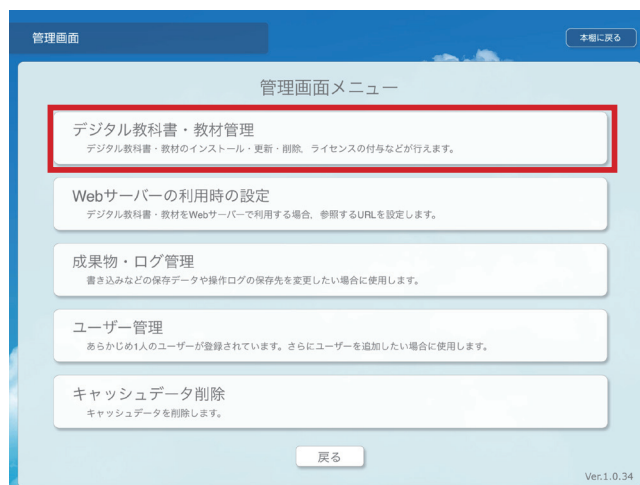 管理画面
本棚に戻る
管理画面メニュー
デジタル教科書・教材管理
デジタル教科書・教材のインストール・更新・削除、ライセンスの付与などが行えます。
Webサーバーの利用時の設定
デジタル教科書・教材をWebサーバーで利用する場合、参照するURLを設定します。
成果物・ログ管理
書き込みなどの保存データや操作ログの保存先を変更したい場合に使用します。
ユーザー管理
あらかじめ1人のユーザーが登録されています。さらにユーザーを追加したい場合に使用します。
キャッシュデータ削除
キャッシュデータを削除します。
戻る
Ver.1.0.34